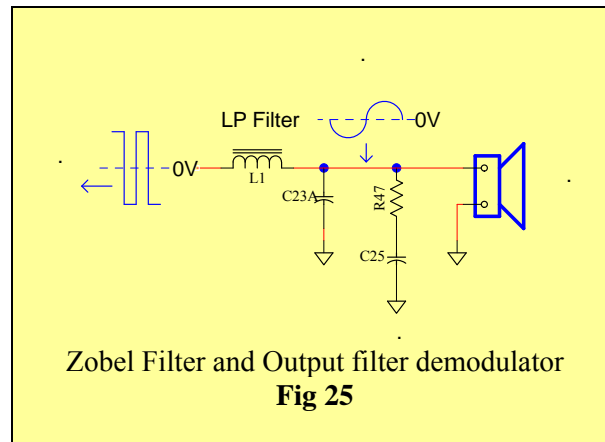 LP Filter
0V
0V
L1
C23A
R47
C25
Zobel Filter and Output filter demodulator
Fig 25